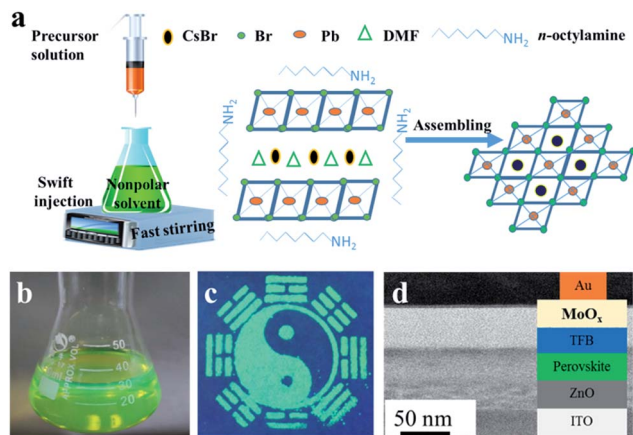 a
Precursor
solution
CsBr
Br
Pb
DMF
NH2
n-octylamine
NH2
NH2
NH2
NH2
Assembling
Swift
injection
Nonpolar
solvent
Fast stirring
b
50
40
30
20
c
d
Au
MoOx
TFB
Perovskite
ZnO
ITO
50 nm